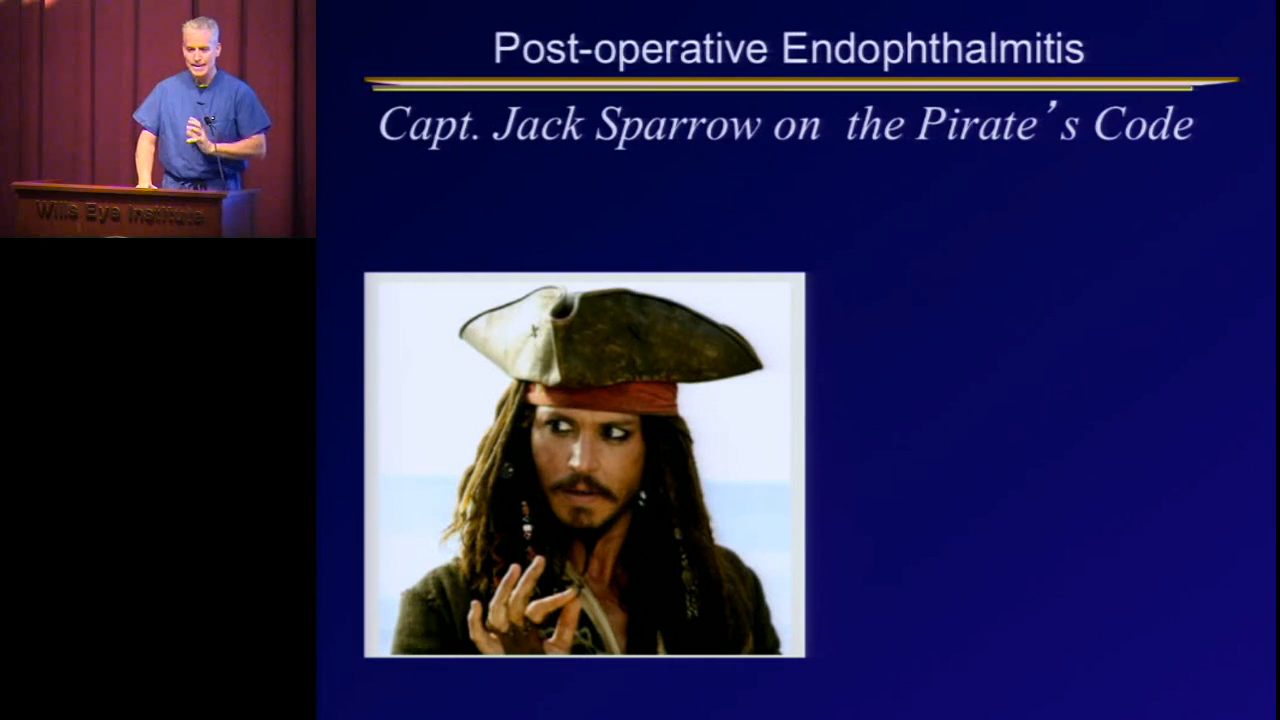 Post-operative Endophthalmitis
Capt. Jack Sparrow on the Pirate’s Code
Wills Eye Institute